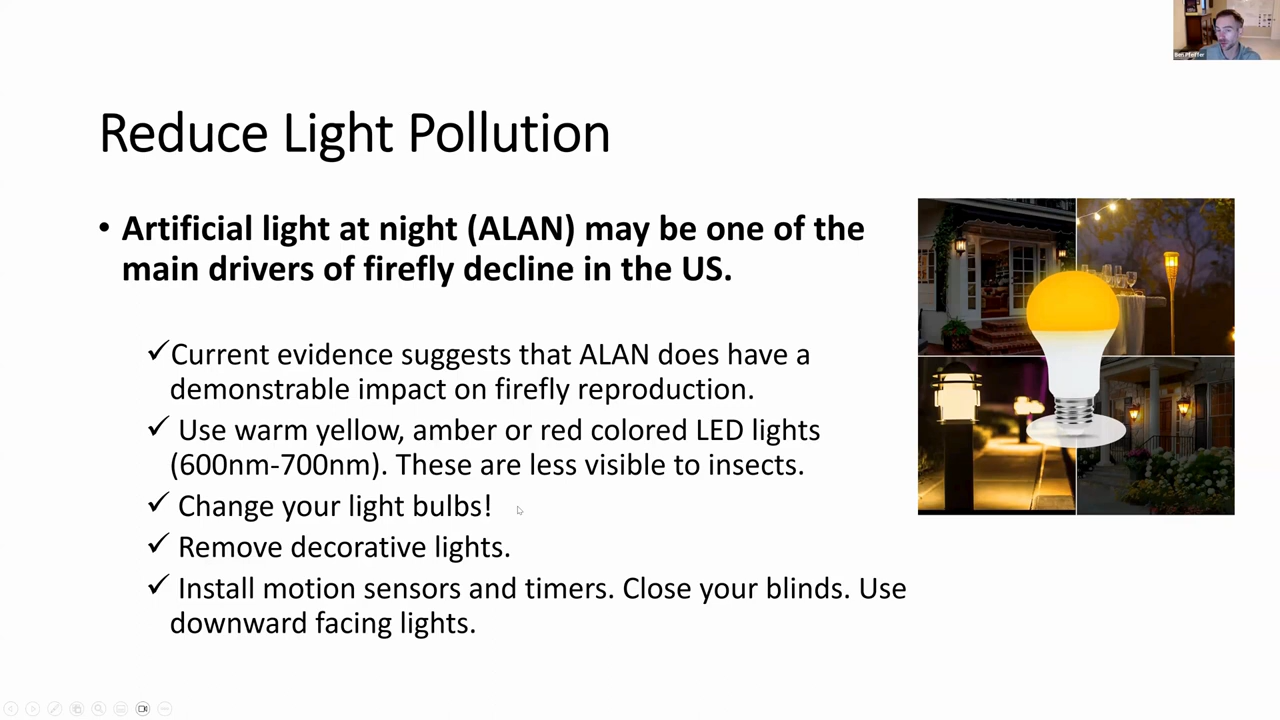 Ben Pfeiffer
Reduce Light Pollution
• Artificial light at night (ALAN) may be one of the
main drivers of firefly decline in the US.
✓Current evidence suggests that ALAN does have a
demonstrable impact on firefly reproduction.
✓ Use warm yellow, amber or red colored LED lights
(600nm-700nm). These are less visible to insects.
✓ Change your light bulbs!
✓ Remove decorative lights.
✓ Install motion sensors and timers. Close your blinds. Use
downward facing lights.